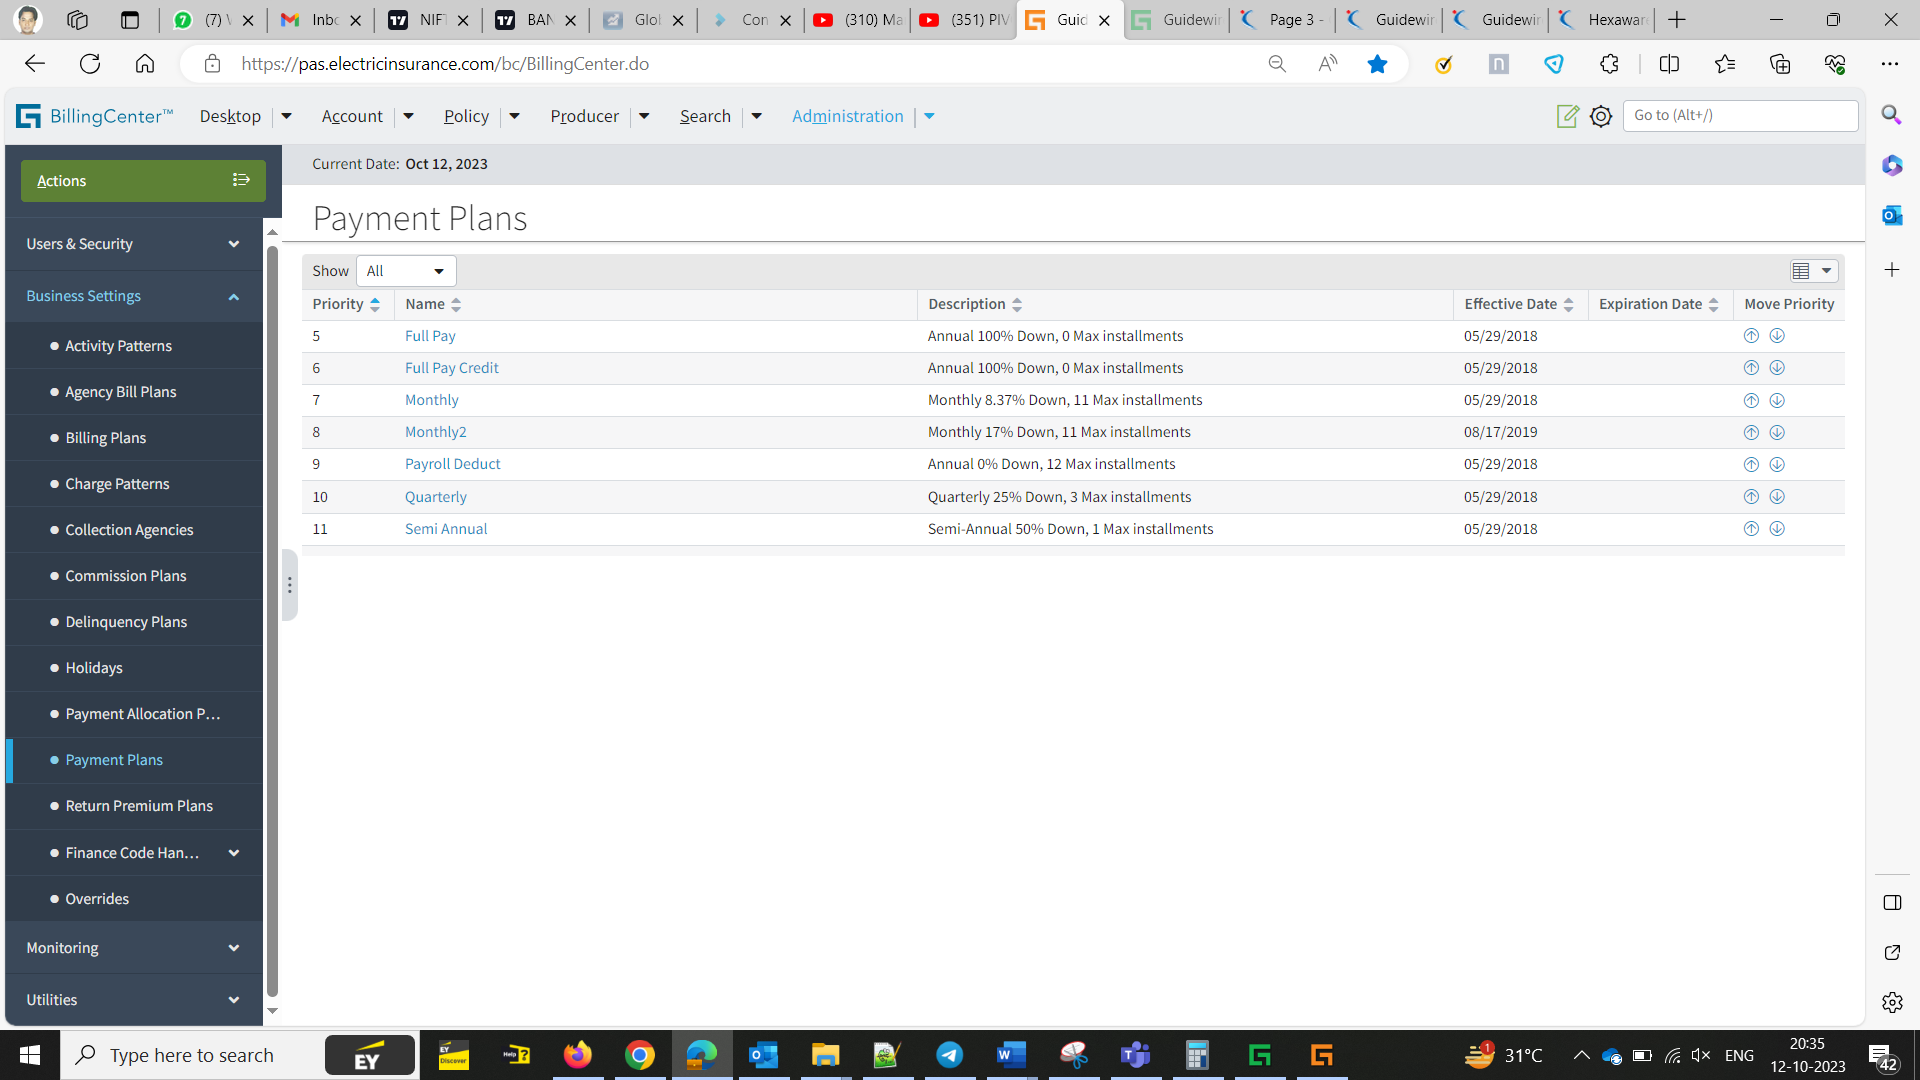 (7) W
Inbo
NIFT
BAN
Glob
Con
(310) Ma
(351) PIV
Guid
Guidewir
Page 3 -
Guidewir
Guidewir
Hexawar
https://pas.electricinsurance.com/bc/BillingCenter.do
BillingCenter™ Desktop Account Policy Producer Search Administration Go to (Alt+/)
Actions
Current Date: Oct 12, 2023
Payment Plans
Users & Security
Business Settings
Activity Patterns
Agency Bill Plans
Billing Plans
Charge Patterns
Collection Agencies
Commission Plans
Delinquency Plans
Holidays
Payment Allocation P...
Payment Plans
Return Premium Plans
Finance Code Han...
Overrides
Monitoring
Utilities
Show All
Priority Name Description Effective Date Expiration Date Move Priority
5 Full Pay Annual 100% Down, 0 Max installments 05/29/2018
6 Full Pay Credit Annual 100% Down, 0 Max installments 05/29/2018
7 Monthly Monthly 8.37% Down, 11 Max installments 05/29/2018
8 Monthly2 Monthly 17% Down, 11 Max installments 08/17/2019
9 Payroll Deduct Annual 0% Down, 12 Max installments 05/29/2018
10 Quarterly Quarterly 25% Down, 3 Max installments 05/29/2018
11 Semi Annual Semi-Annual 50% Down, 1 Max installments 05/29/2018
Type here to search
EY
EY Discover
Help ?
1
31°C
ENG
20:35
12-10-2023
42